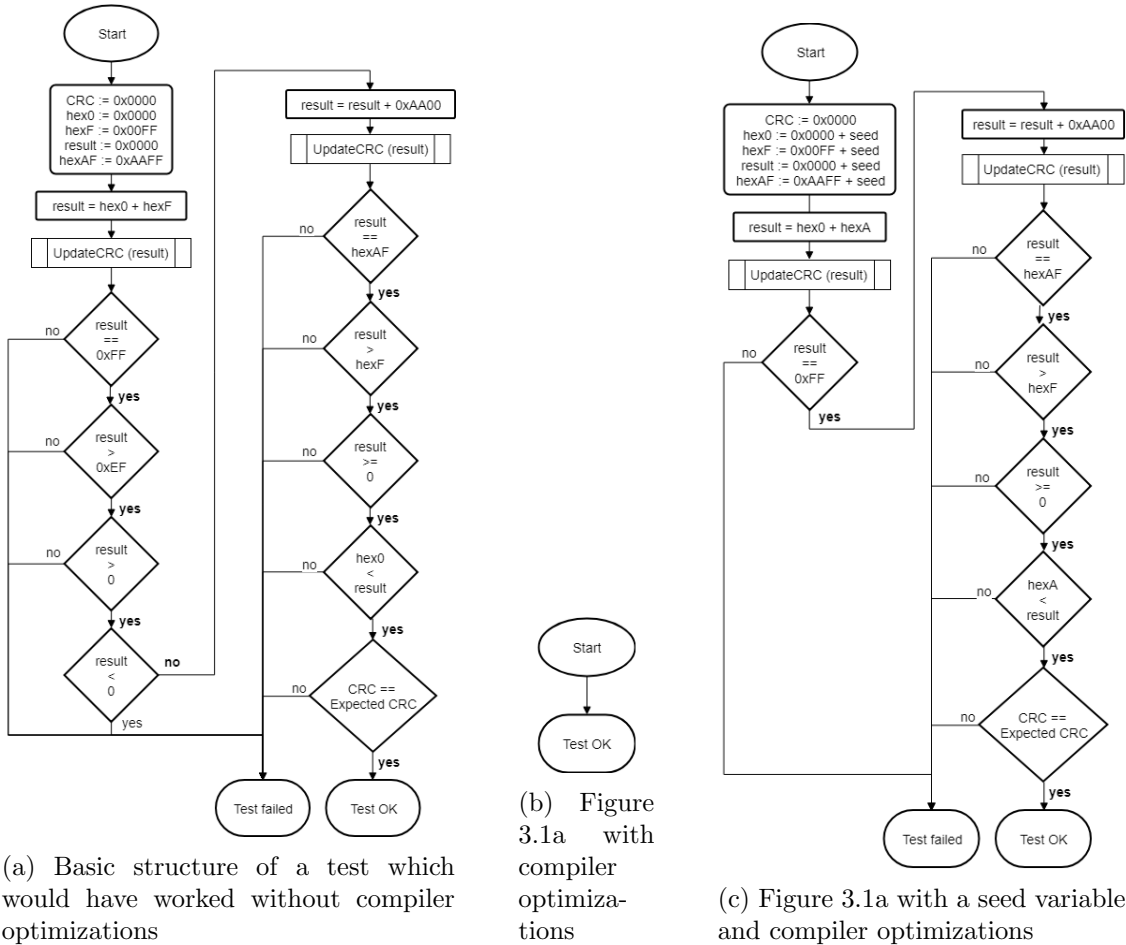 Start
CRC := 0x0000
hex0 := 0x0000
hexF := 0x00FF
result := 0x0000
hexAF := 0xAAFF
result = hex0 + hexF
UpdateCRC (result)
result
==
0xFF
no
yes
result
>
0xEF
no
yes
result
>
0
no
yes
result
<
0
no
yes
result = result + 0xAA00
UpdateCRC (result)
result
==
hexAF
no
yes
result
>
hexF
no
yes
result
>=
0
no
yes
hex0
<
result
no
yes
CRC ==
Expected CRC
no
yes
Test failed
Test OK
(a) Basic structure of a test which
would have worked without compiler
optimizations
Start
Test OK
(b) Figure
3.1a with
compiler
optimiza-
tions
Start
CRC := 0x0000
hex0 := 0x0000 + seed
hexF := 0x00FF + seed
result := 0x0000 + seed
hexAF := 0xAAFF + seed
result = hex0 + hexA
UpdateCRC (result)
result
==
0xFF
no
yes
result = result + 0xAA00
UpdateCRC (result)
result
==
hexAF
no
yes
result
>
hexF
no
yes
result
>=
0
no
yes
hexA
<
result
no
yes
CRC ==
Expected CRC
no
yes
Test failed
Test OK
(c) Figure 3.1a with a seed variable
and compiler optimizations